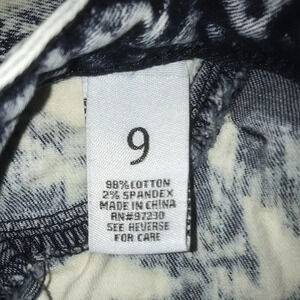 9
98% COTTON
2% SPANDEX
MADE IN CHINA
RN#97230
SEE REVERSE
FOR CARE